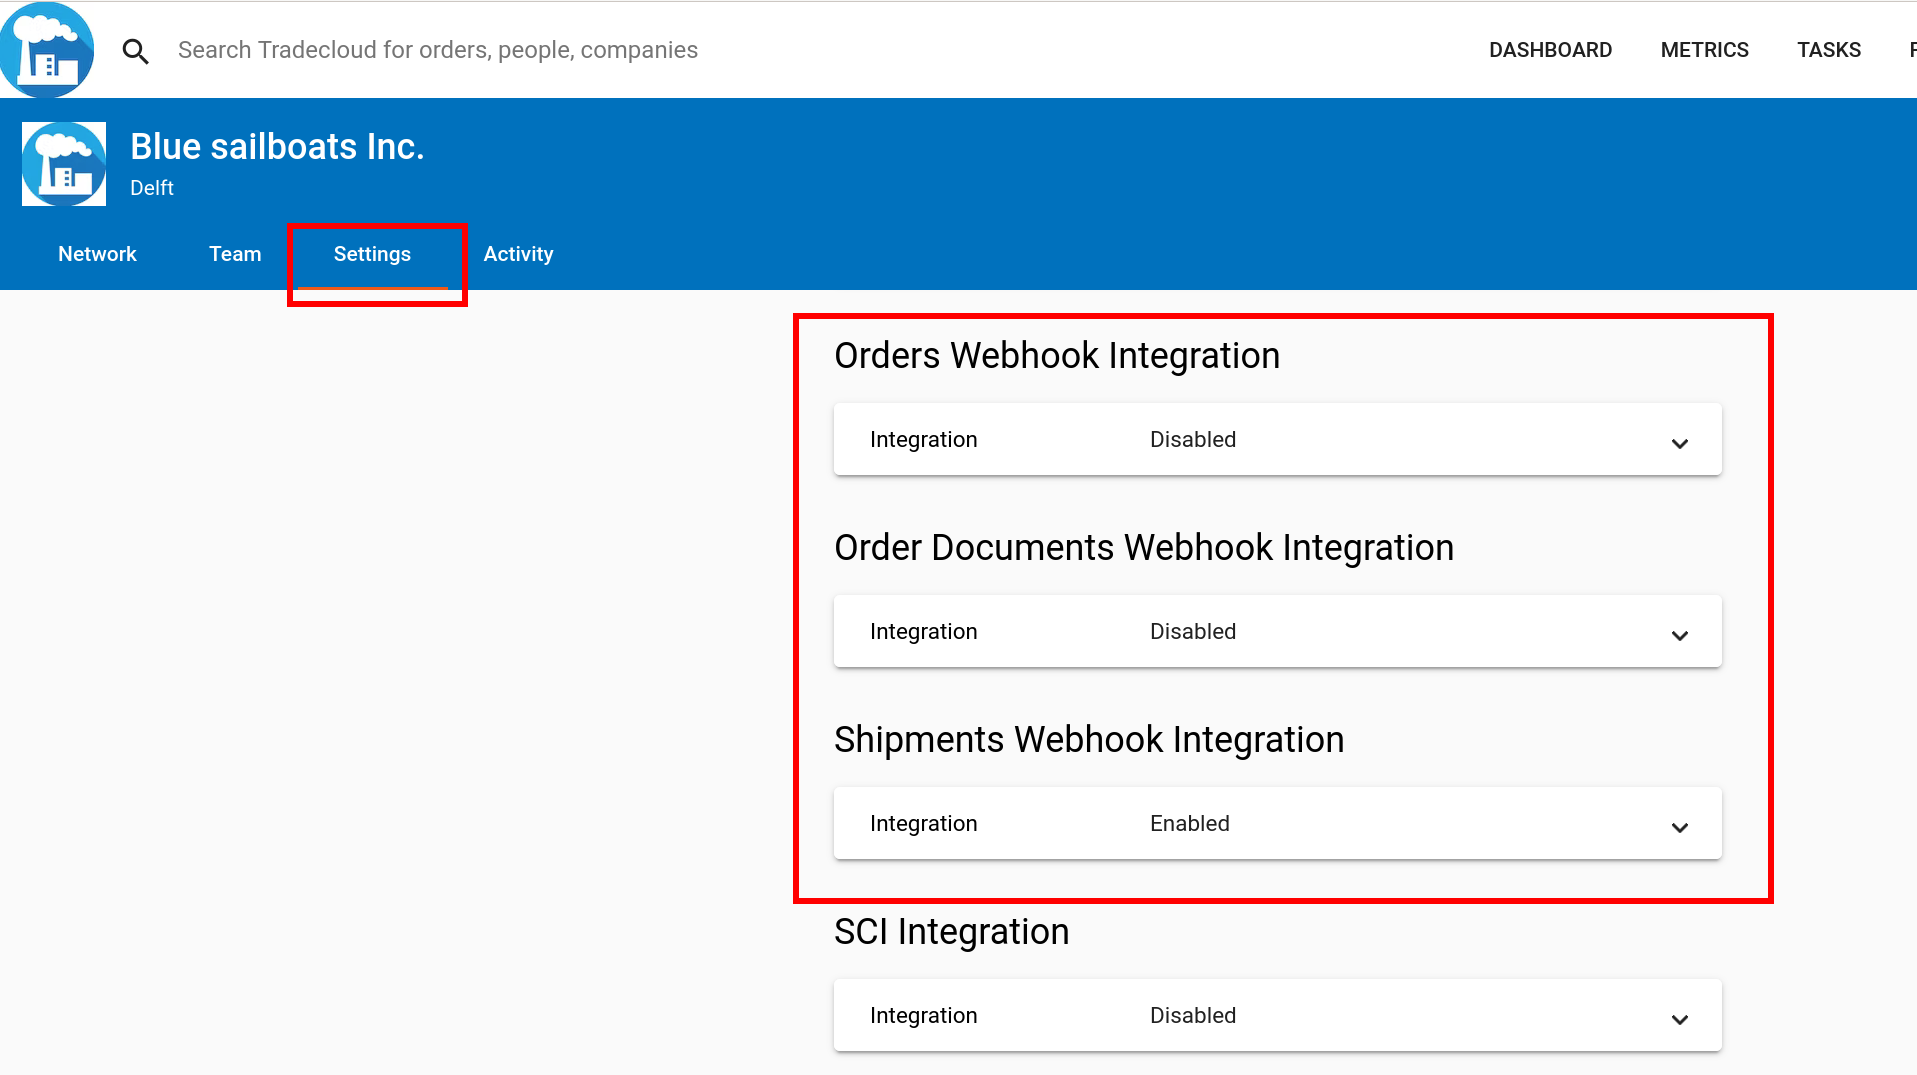 Search Tradecloud for orders, people, companies
DASHBOARD METRICS TASKS
Blue sailboats Inc.
Delft
Network Team Settings Activity
Orders Webhook Integration
Integration Disabled
Order Documents Webhook Integration
Integration Disabled
Shipments Webhook Integration
Integration Enabled
SCI Integration
Integration Disabled